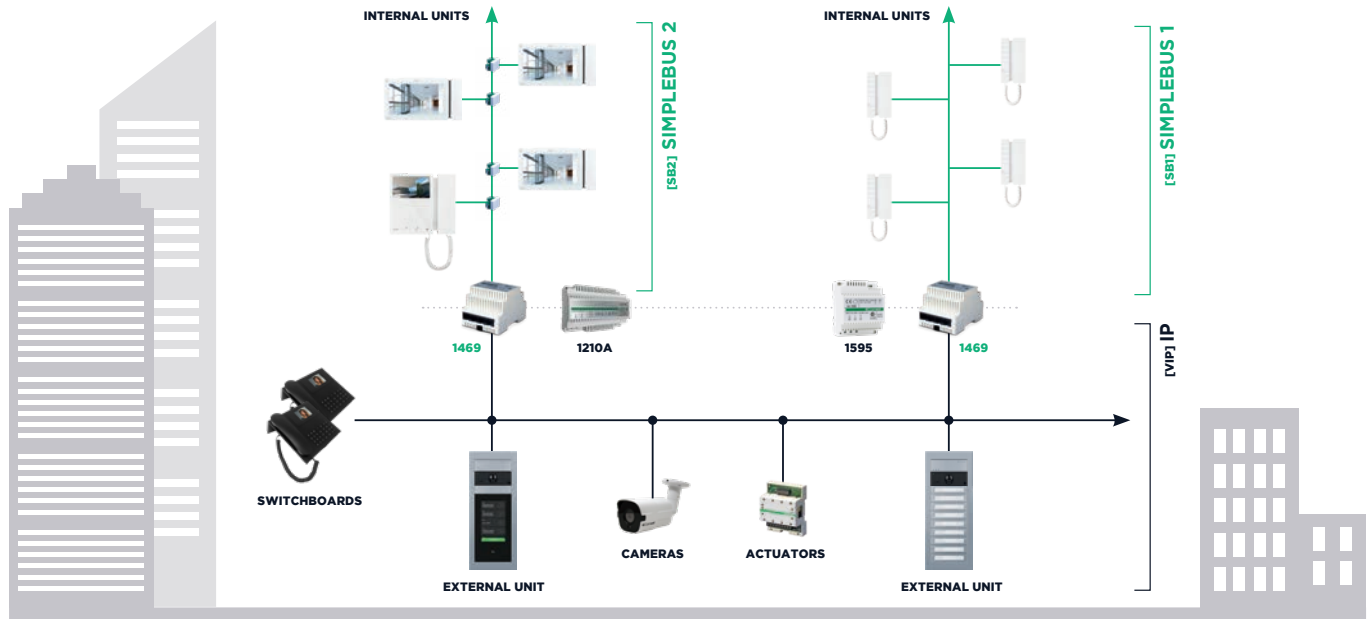 INTERNAL UNITS
INTERNAL UNITS
[SB2] SIMPLEBUS 2
[SB1] SIMPLEBUS 1
1469
1210A
1595
1469
[VIP] IP
SWITCHBOARDS
CAMERAS
ACTUATORS
EXTERNAL UNIT
EXTERNAL UNIT